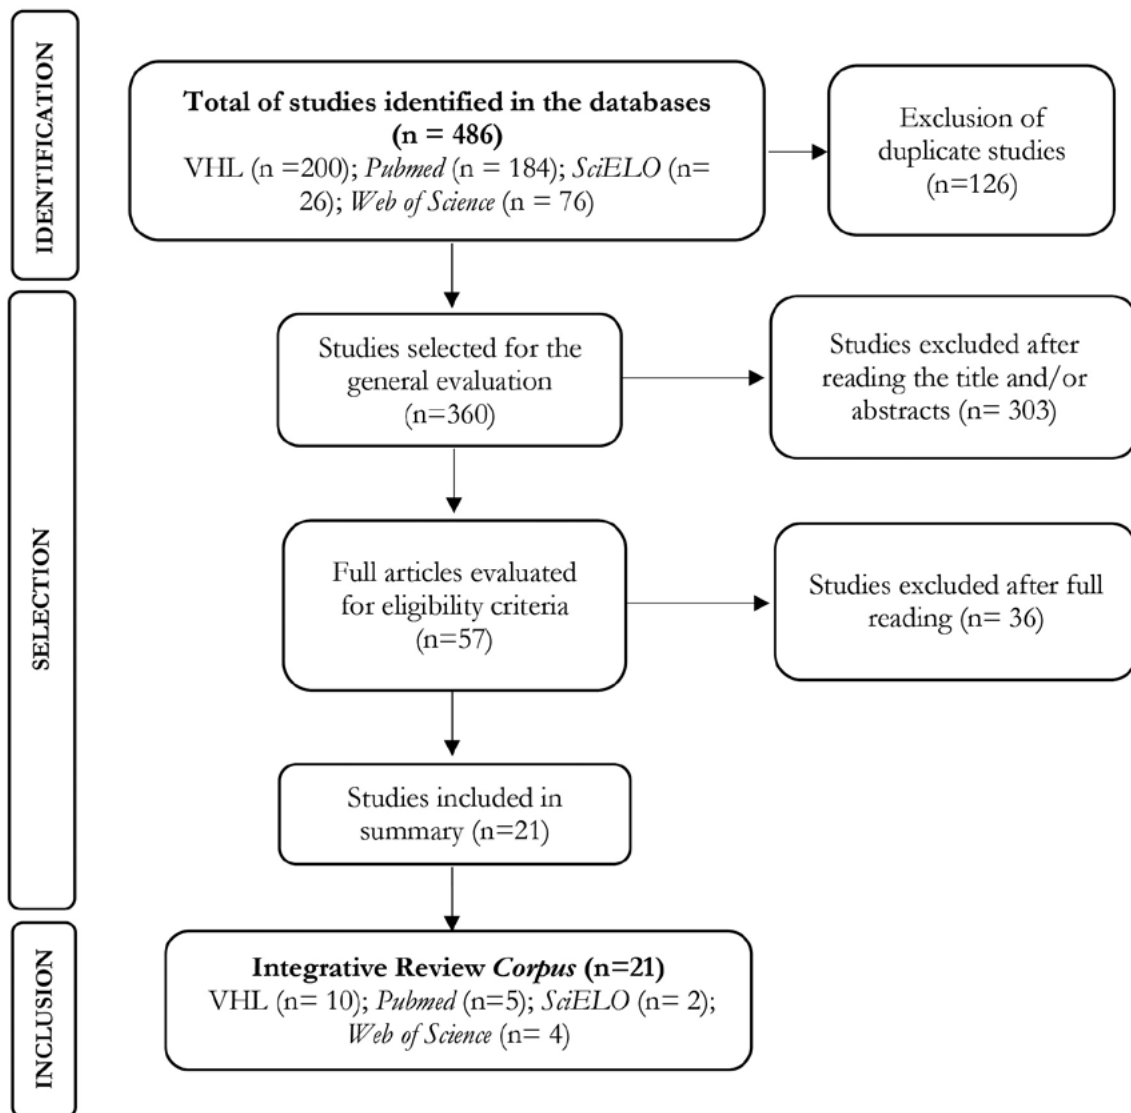 IDENTIFICATION
Total of studies identified in the databases
(n = 486)
VHL (n =200); Pubmed (n = 184); SciELO (n=
26); Web of Science (n = 76)
Exclusion of
duplicate studies
(n=126)
SELECTION
Studies selected for the
general evaluation
(n=360)
Studies excluded after
reading the title and/or
abstracts (n= 303)
Full articles evaluated
for eligibility criteria
(n=57)
Studies excluded after full
reading (n= 36)
Studies included in
summary (n=21)
INCLUSION
Integrative Review Corpus (n=21)
VHL (n= 10); Pubmed (n=5); SciELO (n= 2);
Web of Science (n= 4)